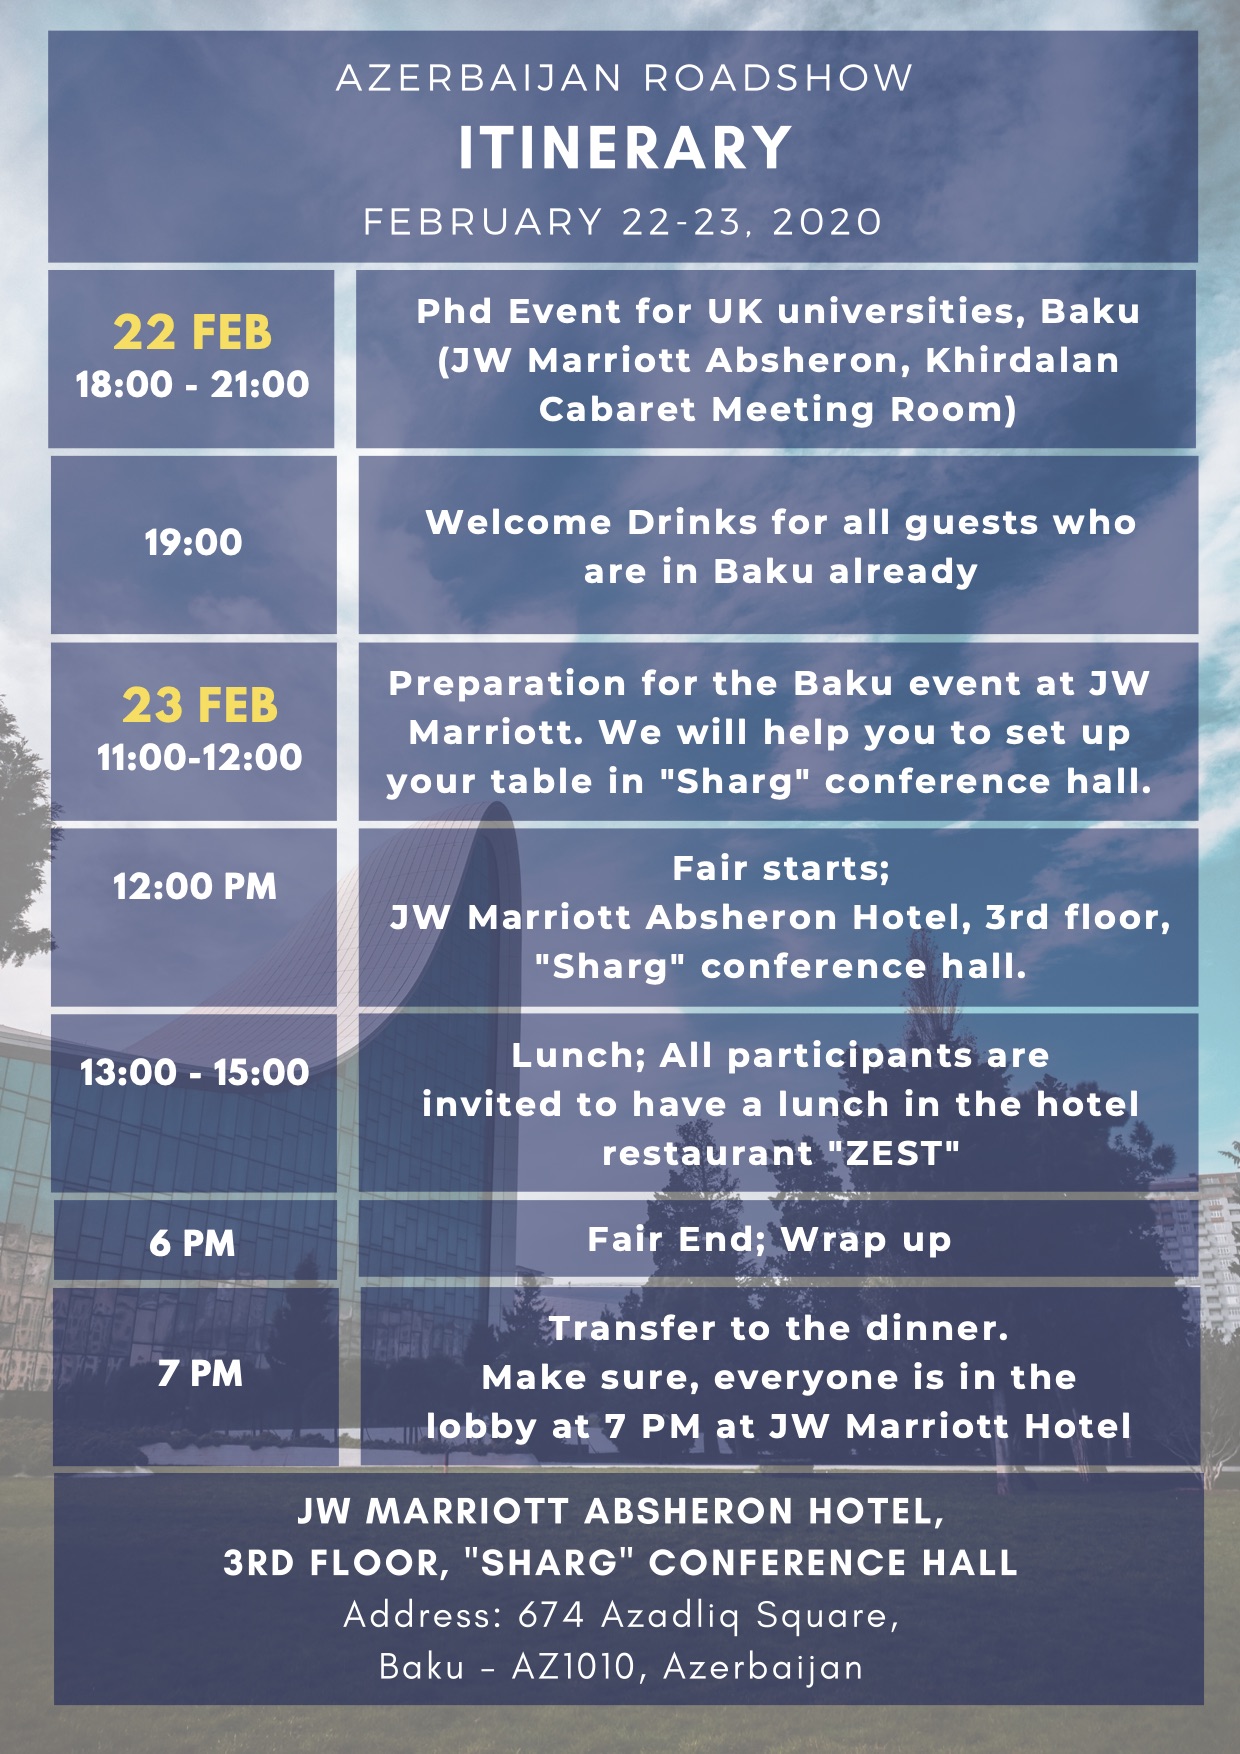 AZERBAIJAN ROADSHOW
ITINERARY
FEBRUARY 22-23, 2020
22 FEB
18:00 - 21:00
Phd Event for UK universities, Baku
(JW Marriott Absheron, Khirdalan
Cabaret Meeting Room)
19:00
Welcome Drinks for all guests who
are in Baku already
23 FEB
11:00-12:00
Preparation for the Baku event at JW
Marriott. We will help you to set up
your table in "Sharg" conference hall.
12:00 PM
Fair starts;
JW Marriott Absheron Hotel, 3rd floor,
"Sharg" conference hall.
13:00 - 15:00
Lunch; All participants are
invited to have a lunch in the hotel
restaurant "ZEST"
6 PM
Fair End; Wrap up
7 PM
Transfer to the dinner.
Make sure, everyone is in the
lobby at 7 PM at JW Marriott Hotel
JW MARRIOTT ABSHERON HOTEL,
3RD FLOOR, "SHARG" CONFERENCE HALL
Address: 674 Azadliq Square,
Baku - AZ1010, Azerbaijan